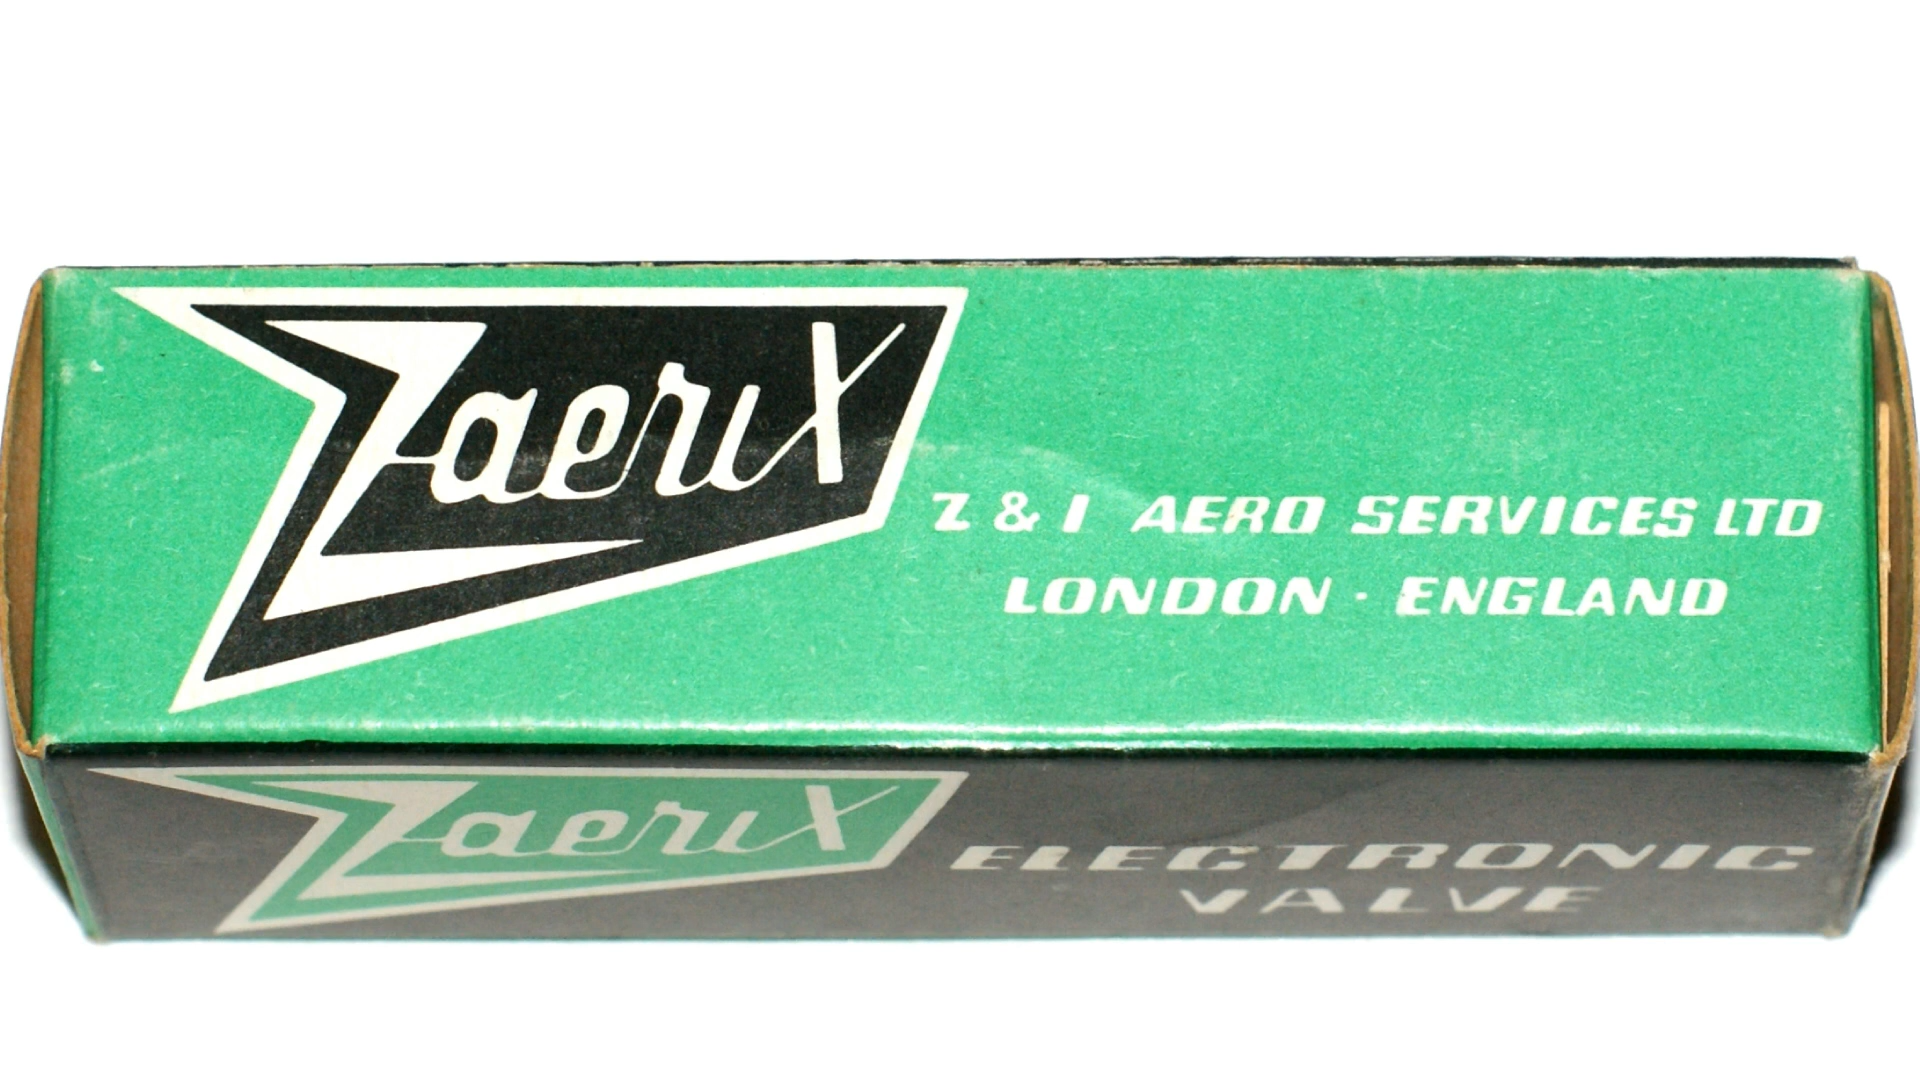 ZaeriX
Z & I AERO SERVICES LTD
LONDON · ENGLAND
ZaeriX
ELECTRONIC
VALVE